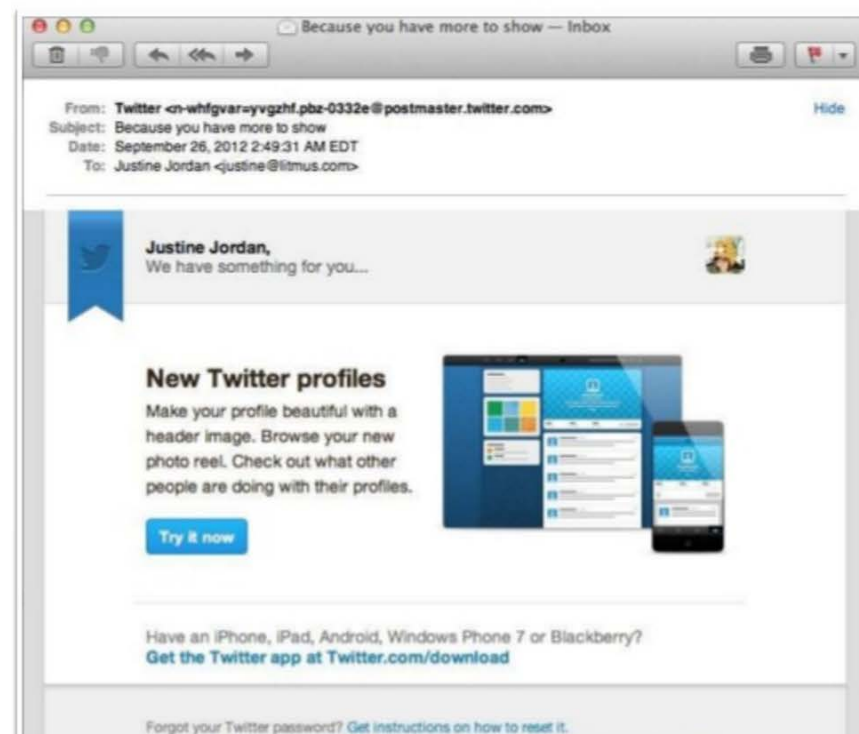 Because you have more to show — Inbox
From: Twitter <n-whfgvar=yvgzhf.pbz-0332e@postmaster.twitter.com>
Hide
Subject: Because you have more to show
Date: September 26, 2012 2:49:31 AM EDT
To: Justine Jordan <justine@litmus.com>
Justine Jordan,
We have something for you...
New Twitter profiles
Make your profile beautiful with a
header image. Browse your new
photo reel. Check out what other
people are doing with their profiles.
Try it now
Have an iPhone, iPad, Android, Windows Phone 7 or Blackberry?
Get the Twitter app at Twitter.com/download
Forgot your Twitter password? Get instructions on how to reset it.